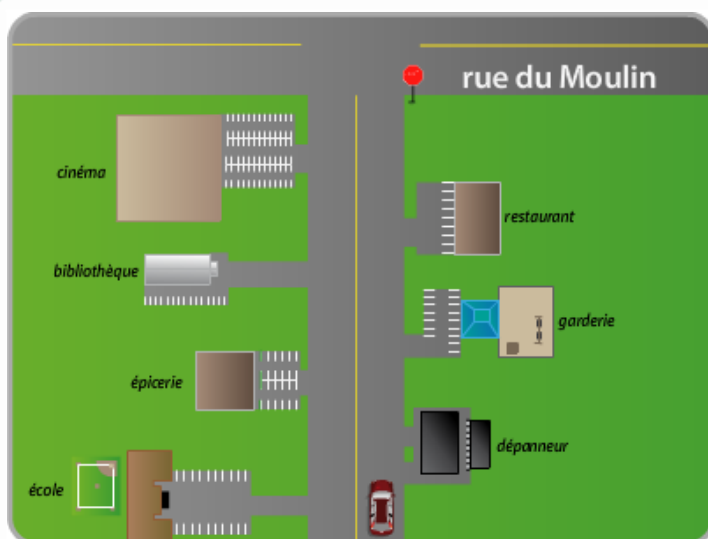 rue du Moulin
cinéma
restaurant
bibliothèque
garderie
épicerie
dépanneur
école